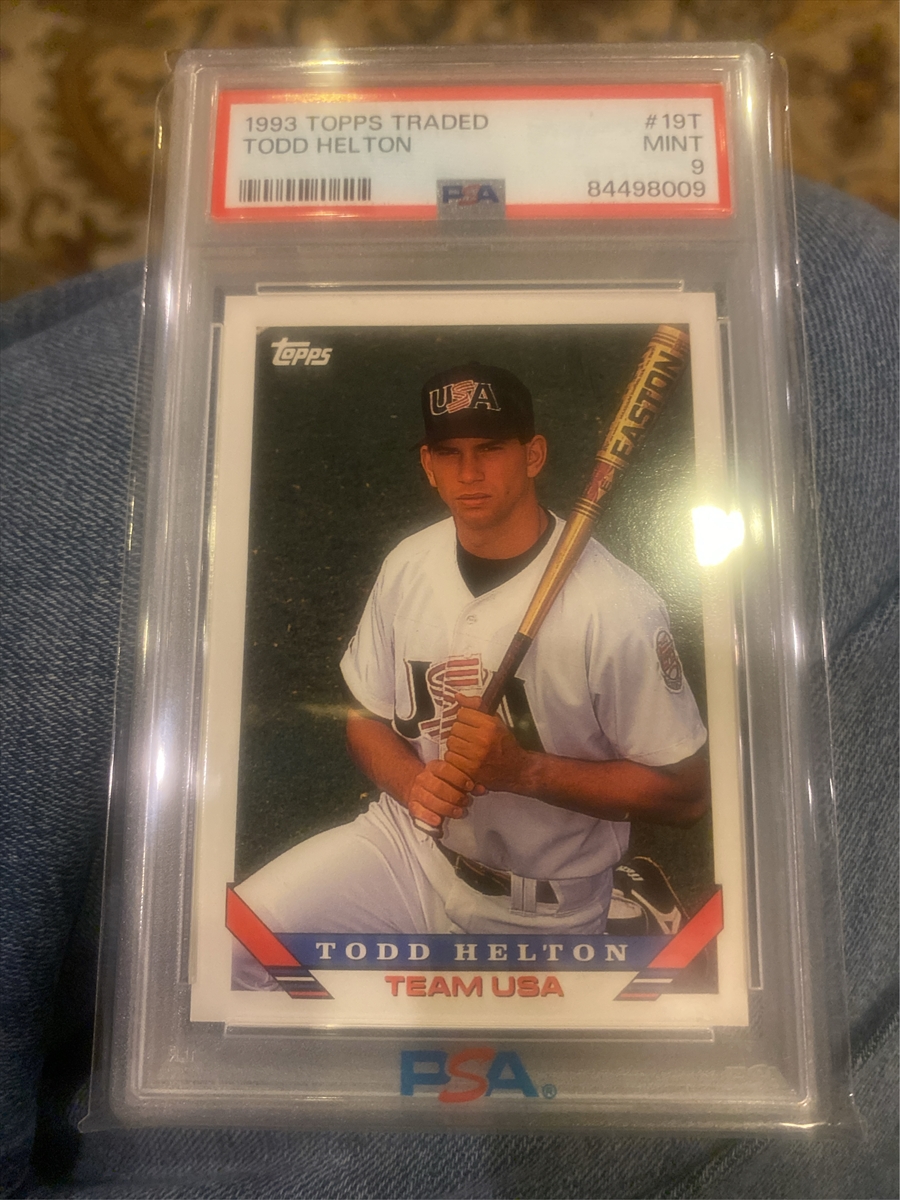 1993 TOPPS TRADED #19T
TODD HELTON MINT
9
PSA 84498009
Topps
USA
EASTON
USA
TODD HELTON
TEAM USA
PSA®